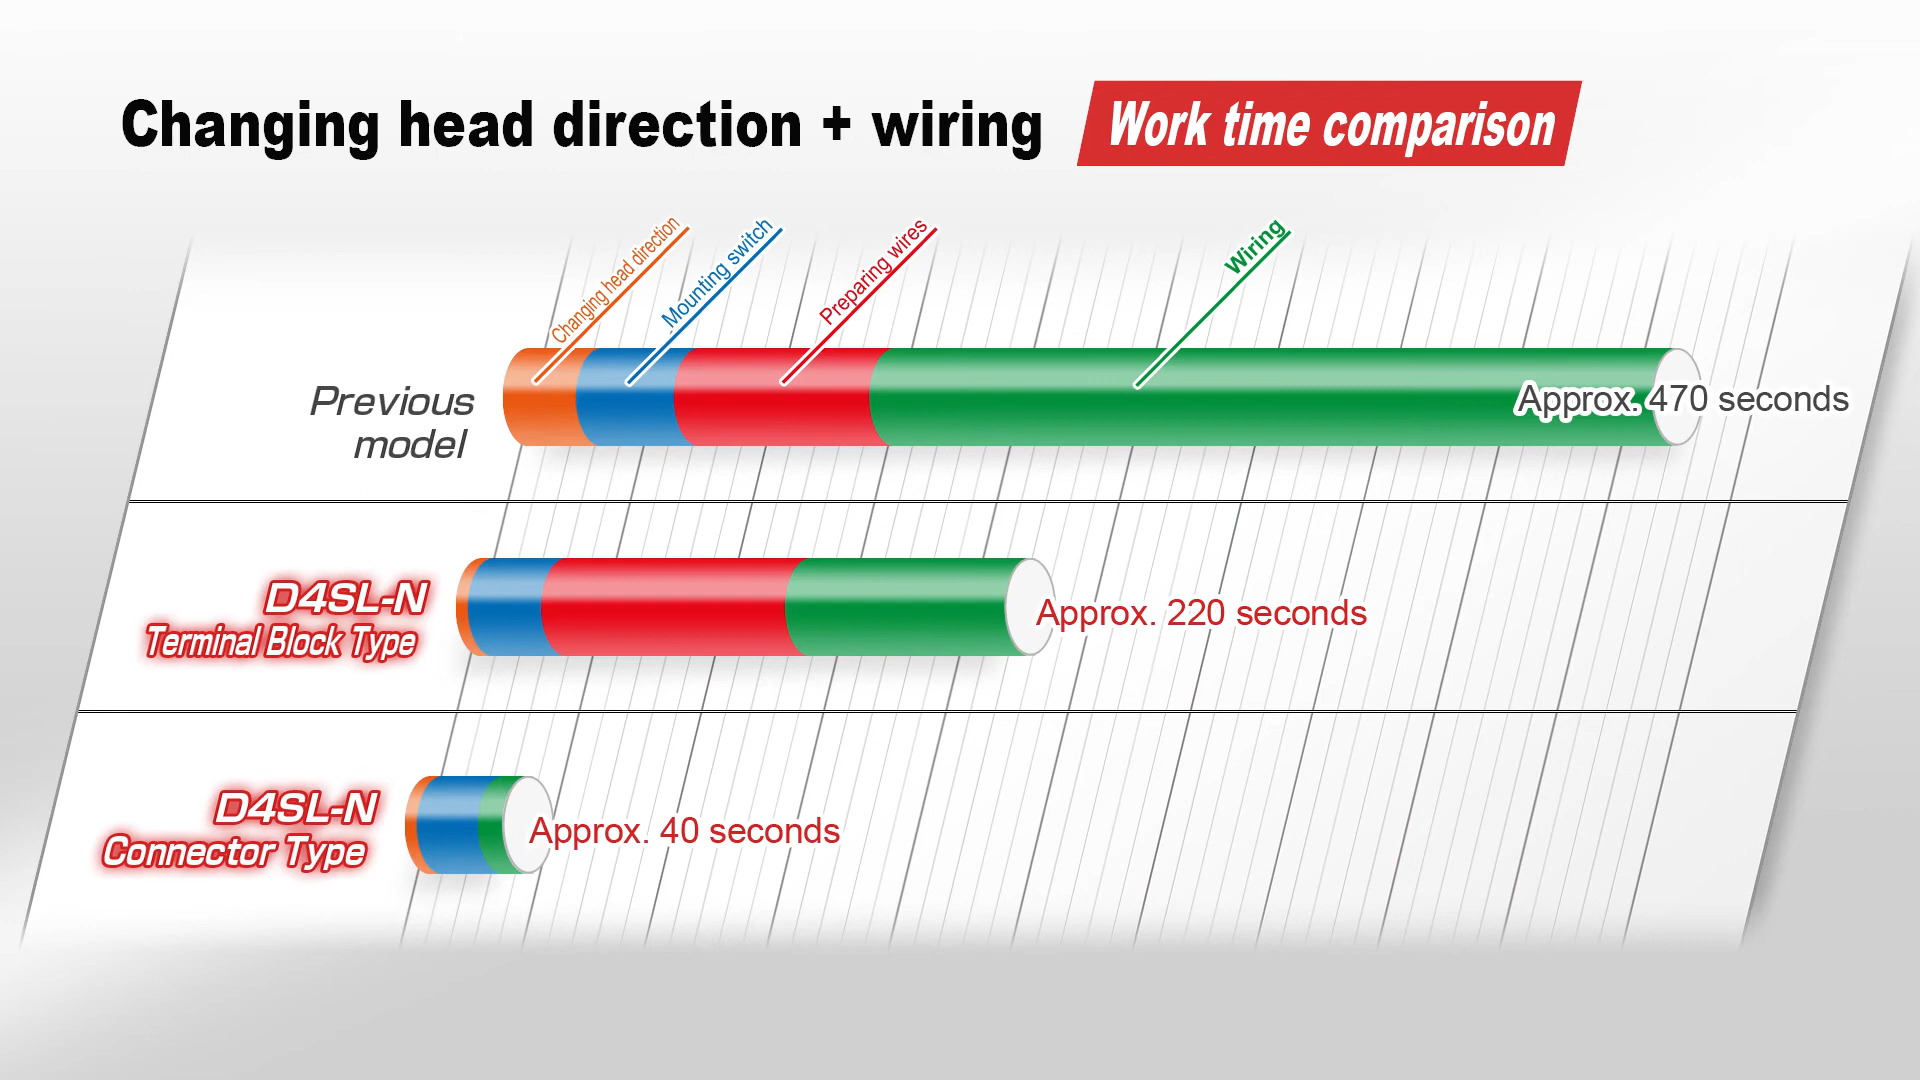 Changing head direction + wiring
Work time comparison
Changing head direction
Mounting switch
Preparing wires
Wiring
Previous
model
Approx. 470 seconds
D4SL-N
Terminal Block Type
Approx. 220 seconds
D4SL-N
Connector Type
Approx. 40 seconds